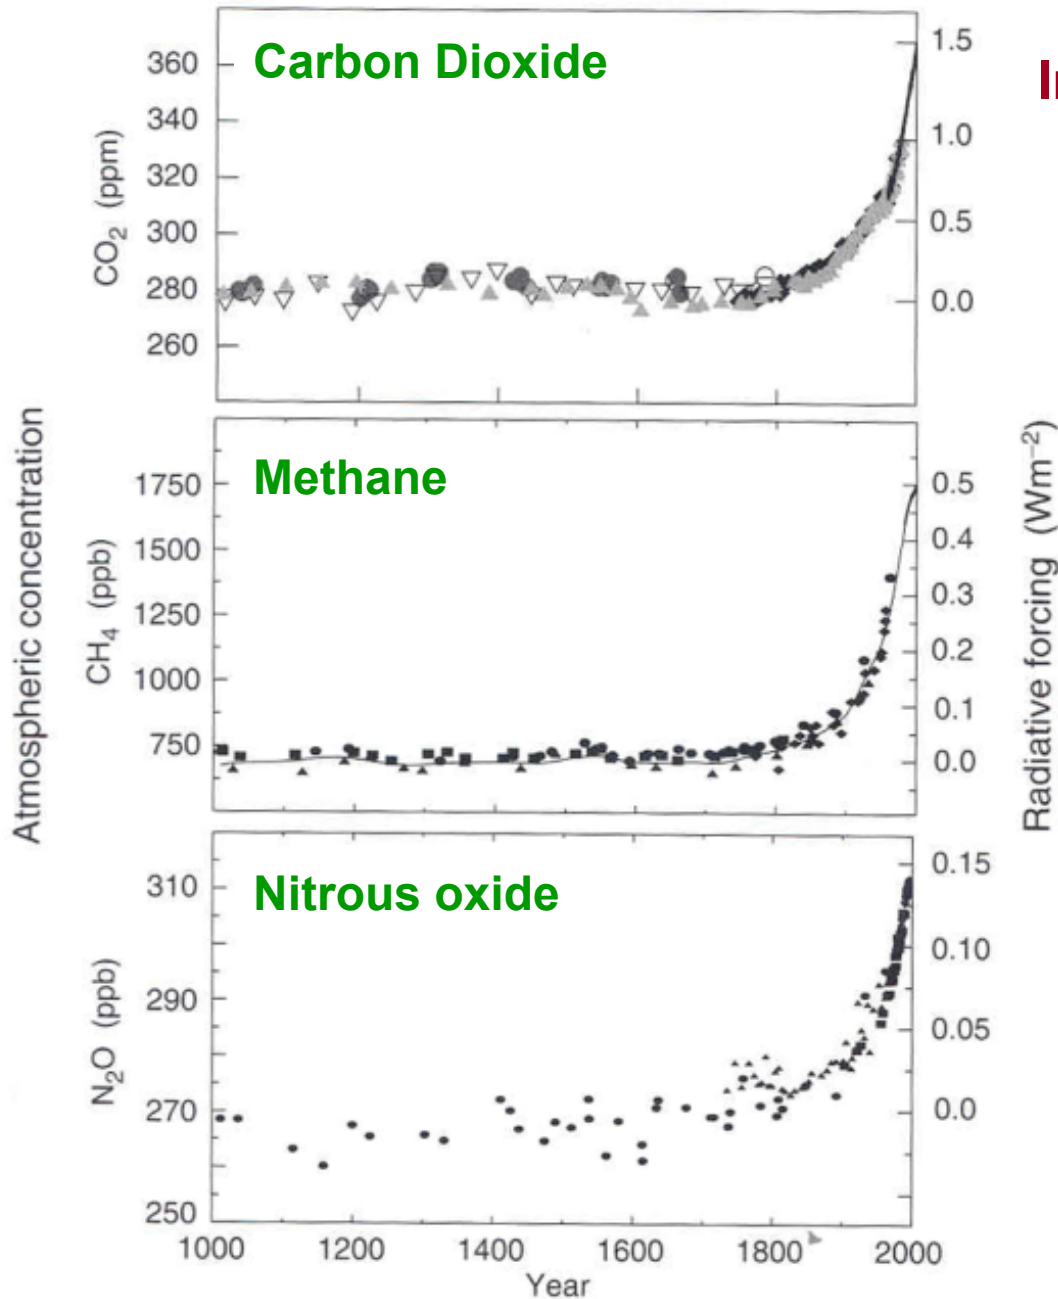 Carbon Dioxide
360
340
320
300
280
260
CO₂ (ppm)
1.5
1.0
0.5
0.0
Methane
1750
1500
1250
1000
750
CH₄ (ppb)
0.5
0.4
0.3
0.2
0.1
0.0
Atmospheric concentration
Radiative forcing (Wm⁻²)
Nitrous oxide
310
290
270
250
N₂O (ppb)
0.15
0.10
0.05
0.0
1000 1200 1400 1600 1800 2000
Year